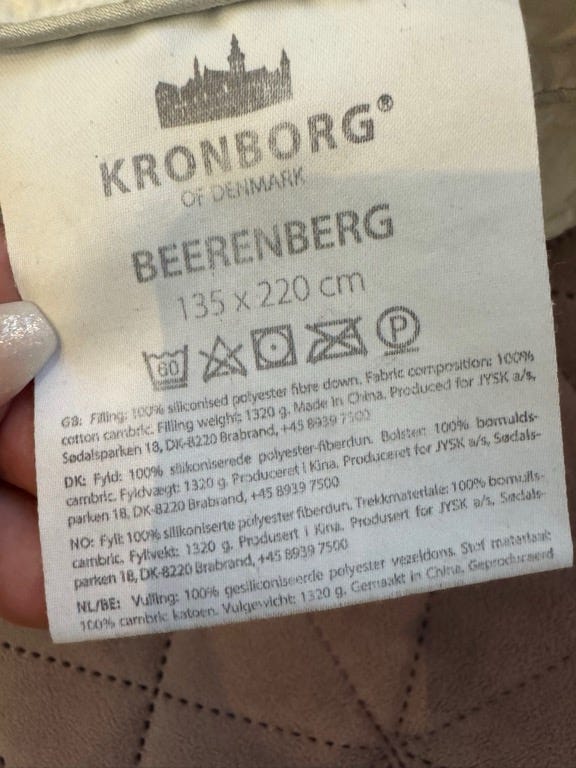 KRONBORG®
OF DENMARK
BEERENBERG
135 x 220 cm
60 P
GB: Filling: 100% siliconised polyester fibre down. Fabric composition: 100%
cotton cambric. Filling weight: 1320 g. Made in China. Produced for JYSK a/s,
Sødalsparken 18, DK-8220 Brabrand, +45 8939 7500
DK: Fyld: 100% silikoniserede polyester-fiberdun. Bolster: 100% bomulds-
cambric. Fyldvægt: 1320 g. Produceret i Kina. Produceret for JYSK a/s, Sødals-
parken 18, DK-8220 Brabrand, +45 8939 7500
NO: Fyll: 100% silikoniserte polyester fiberdun. Trekkmateriale: 100% bomulls-
cambric. Fyllvekt: 1320 g. Produsert i Kina. Produsert for JYSK a/s, Sødals-
parken 18, DK-8220 Brabrand, +45 8939 7500
NL/BE: Vulling: 100% gesiliconiseerde polyester vezeldons. Stof materiaal:
100% cambric katoen. Vulgewicht: 1320 g. Gemaakt in China. Geproduceerd